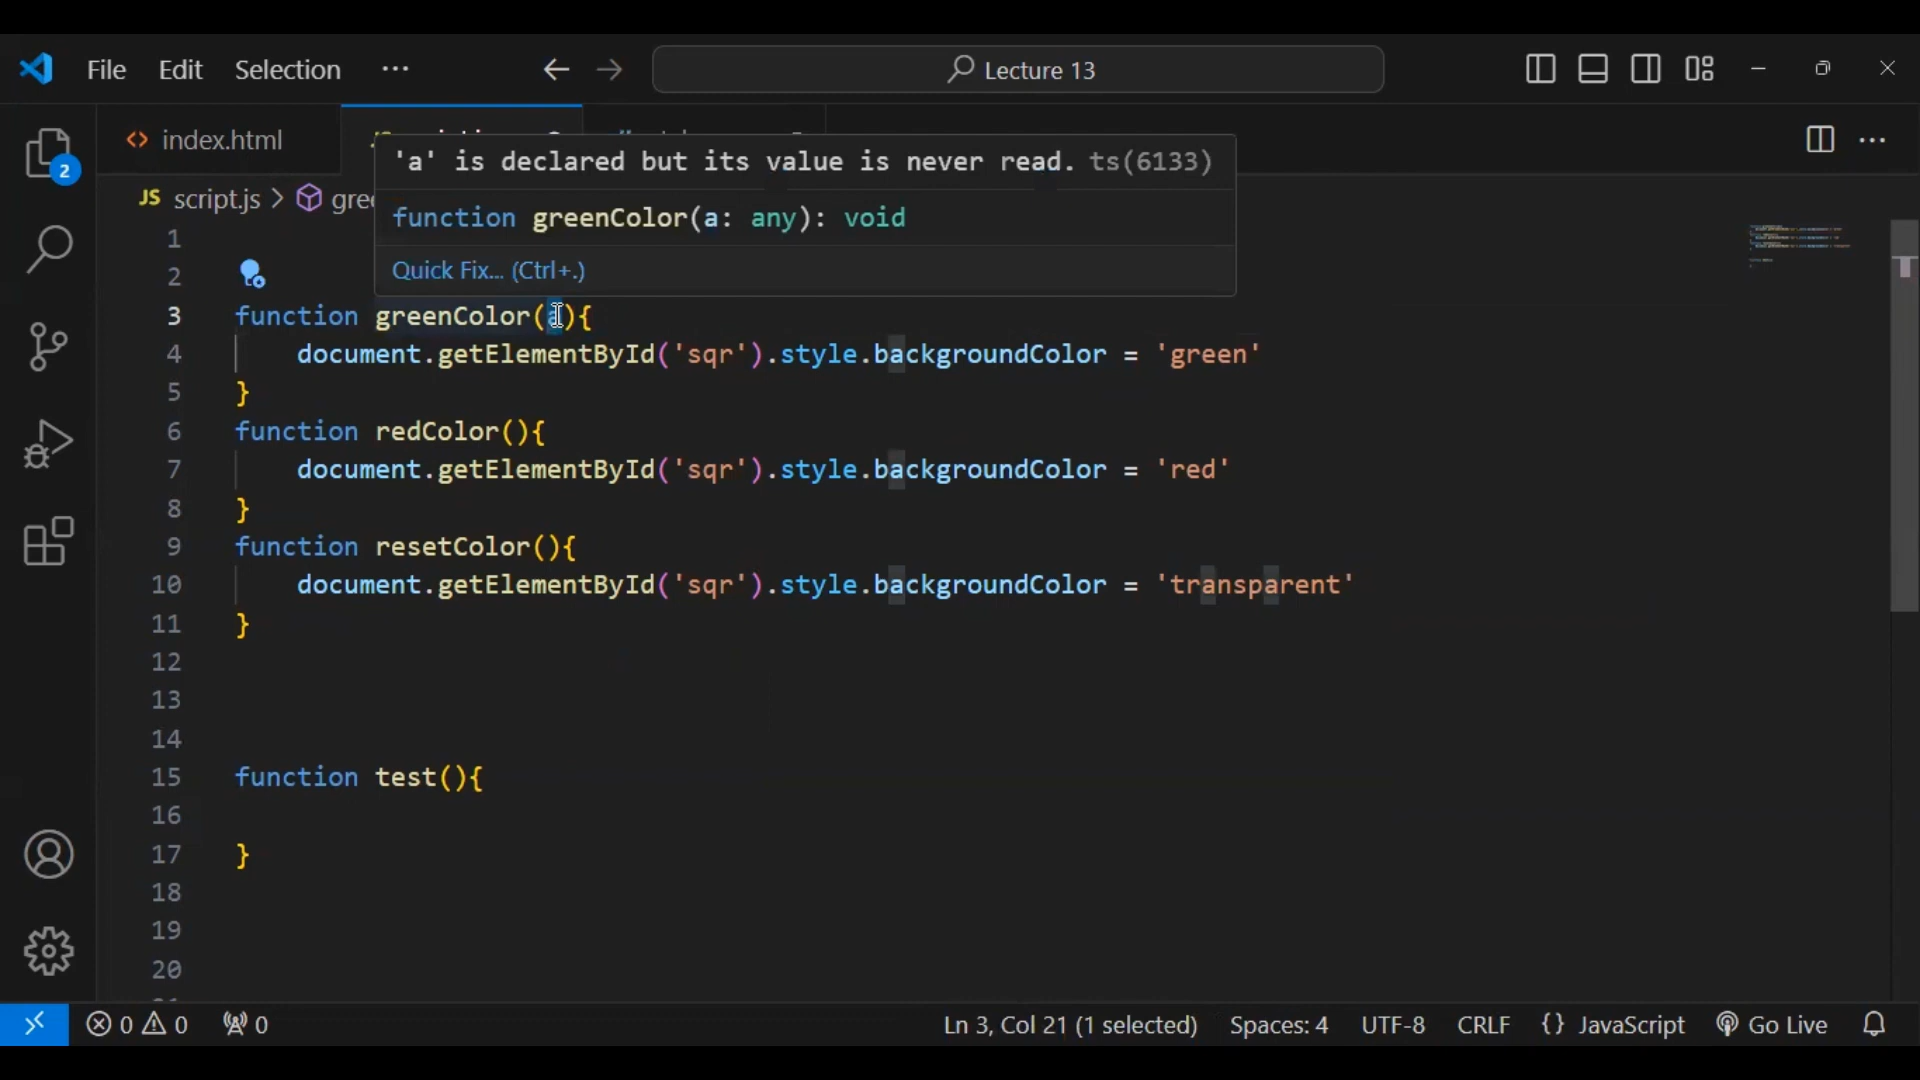 File Edit Selection ··· Lecture 13
index.html
'a' is declared but its value is never read. ts(6133)
JS script.js > gree
function greenColor(a: any): void
Quick Fix... (Ctrl+.)
2
1
2
3 function greenColor(a){
4 document.getElementById('sqr').style.backgroundColor = 'green'
5 }
6 function redColor(){
7 document.getElementById('sqr').style.backgroundColor = 'red'
8 }
9 function resetColor(){
10 document.getElementById('sqr').style.backgroundColor = 'transparent'
11 }
12
13
14
15 function test(){
16
17 }
18
19
20
0 0 0 Ln 3, Col 21 (1 selected) Spaces: 4 UTF-8 CRLF {} JavaScript Go Live